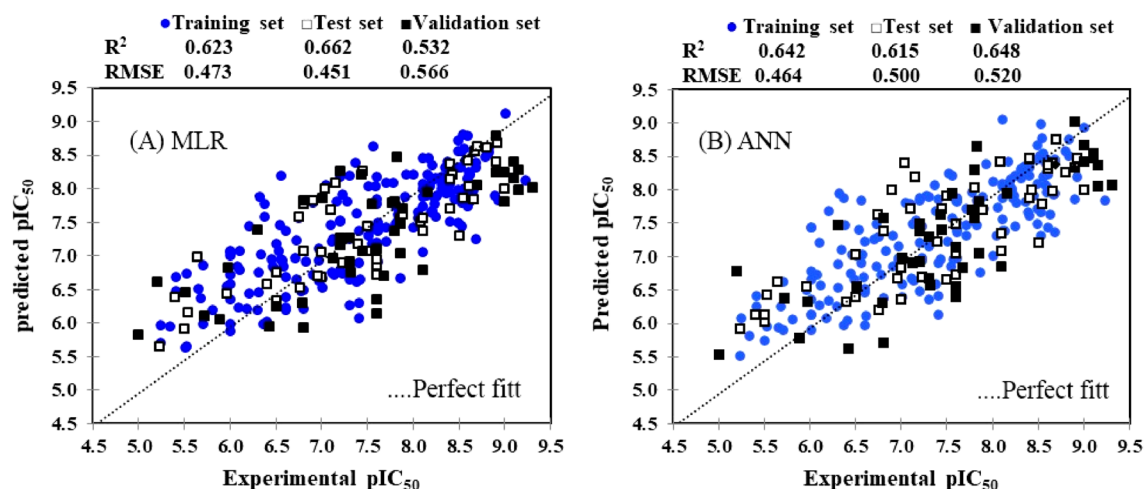 Training set Test set Validation set
R² 0.623 0.662 0.532
RMSE 0.473 0.451 0.566
9.5
9.0
8.5
8.0
7.5
7.0
6.5
6.0
5.5
5.0
4.5
(A) MLR
....Perfect fitt
predicted pIC₅₀
4.5 5.0 5.5 6.0 6.5 7.0 7.5 8.0 8.5 9.0 9.5
Experimental pIC₅₀
Training set Test set Validation set
R² 0.642 0.615 0.648
RMSE 0.464 0.500 0.520
9.5
9.0
8.5
8.0
7.5
7.0
6.5
6.0
5.5
5.0
4.5
(B) ANN
....Perfect fitt
Predicted pIC₅₀
4.5 5.0 5.5 6.0 6.5 7.0 7.5 8.0 8.5 9.0 9.5
Experimental pIC₅₀